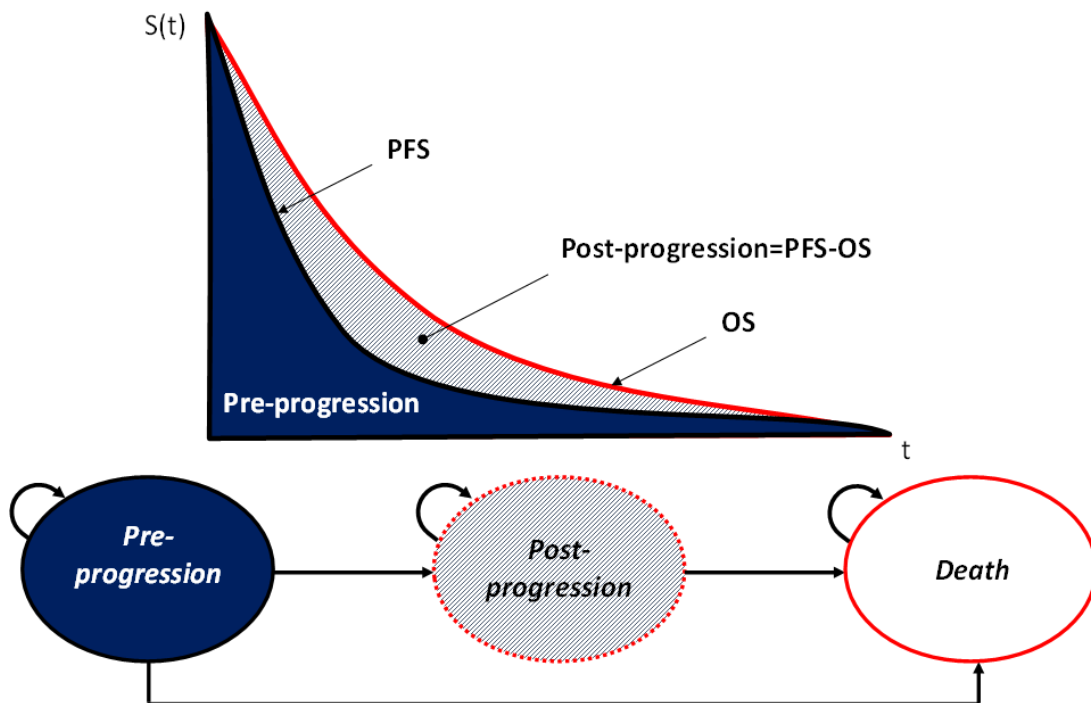 S(t)
PFS
Post-progression=PFS-OS
OS
Pre-progression
t
Pre-
progression
Post-
progression
Death